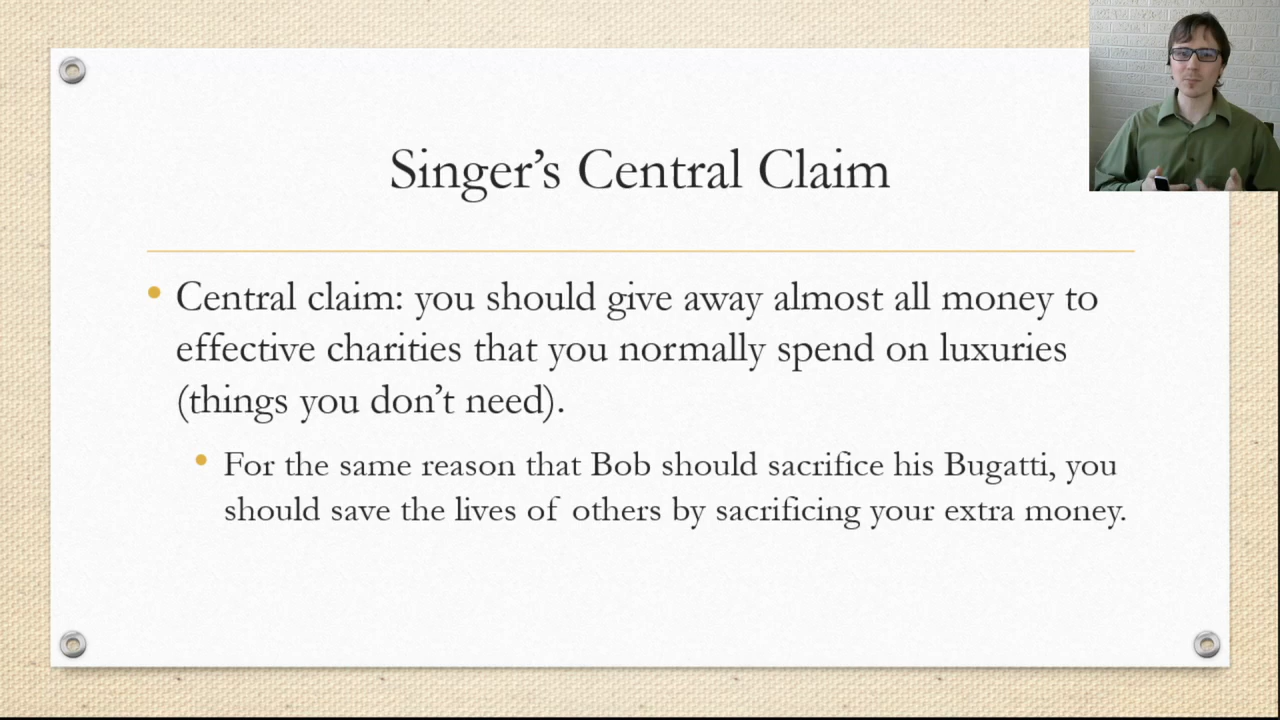 Singer’s Central Claim
• Central claim: you should give away almost all money to
effective charities that you normally spend on luxuries
(things you don’t need).
• For the same reason that Bob should sacrifice his Bugatti, you
should save the lives of others by sacrificing your extra money.